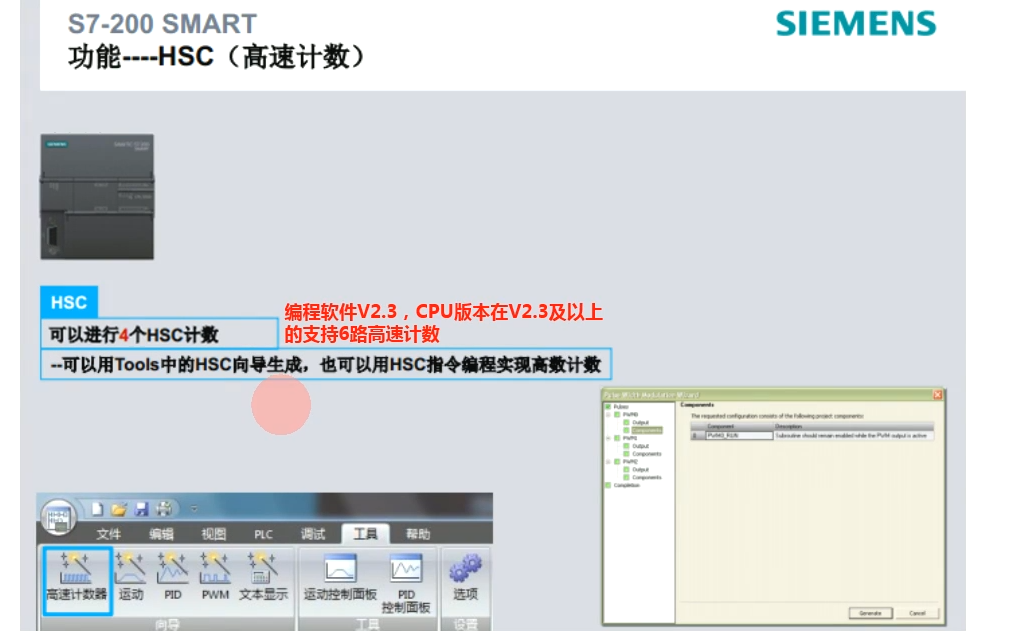 S7-200 SMART
SIEMENS
功能----HSC（高速计数）
SIEMENS
HSC
编程软件V2.3，CPU版本在V2.3及以上
的支持6路高速计数
可以进行4个HSC计数
--可以用Tools中的HSC向导生成，也可以用HSC指令编程实现高数计数
Components
The requested configuration consists of the following project components:
Component Description
PWM0_RUN Subroutine should remain enabled while the PWM output is active
Pulses
PWM0
Output
Components
PWM1
Output
Components
PWM2
Output
Components
Completion
Generate Cancel
文件 编辑 视图 PLC 调试 工具 帮助
高速计数器 运动 PID PWM 文本显示 运动控制面板 PID
控制面板 选项
向导 工具 设置